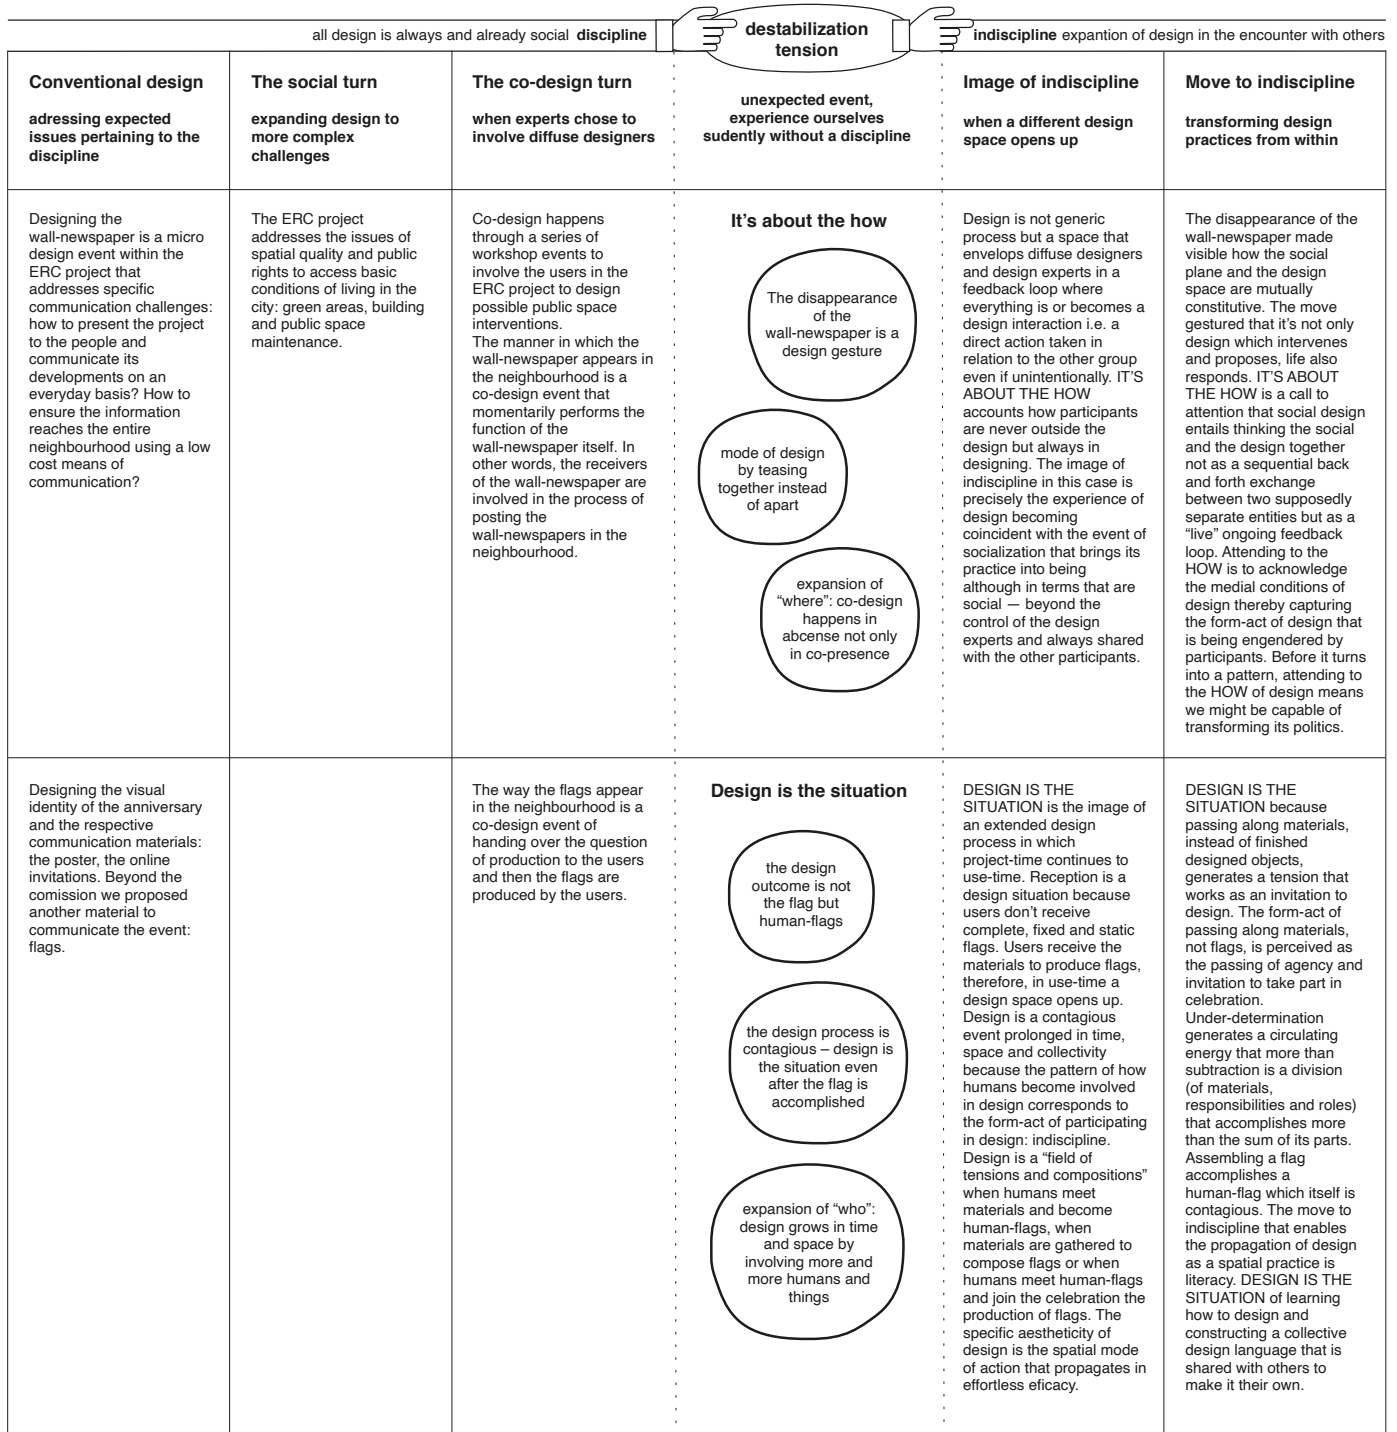 all design is always and already social discipline
destabilization
tension
indiscipline expantion of design in the encounter with others
Conventional design
adressing expected
issues pertaining to the
discipline
The social turn
expanding design to
more complex
challenges
The co-design turn
when experts chose to
involve diffuse designers
unexpected event,
experience ourselves
sudently without a discipline
Image of indiscipline
when a different design
space opens up
Move to indiscipline
transforming design
practices from within
Designing the
wall-newspaper is a micro
design event within the
ERC project that
addresses specific
communication challenges:
how to present the project
to the people and
communicate its
developments on an
everyday basis? How to
ensure the information
reaches the entire
neighbourhood using a low
cost means of
communication?
The ERC project
addresses the issues of
spatial quality and public
rights to access basic
conditions of living in the
city: green areas, building
and public space
maintenance.
Co-design happens
through a series of
workshop events to
involve the users in the
ERC project to design
possible public space
interventions.
The manner in which the
wall-newspaper appears in
the neighbourhood is a
co-design event that
momentarily performs the
function of the
wall-newspaper itself. In
other words, the receivers
of the wall-newspaper are
involved in the process of
posting the
wall-newspapers in the
neighbourhood.
It's about the how
The disappearance
of the
wall-newspaper is a
design gesture
mode of design
by teasing
together instead
of apart
expansion of
“where”: co-design
happens in
abcense not only
in co-presence
Design is not generic
process but a space that
envelops diffuse designers
and design experts in a
feedback loop where
everything is or becomes a
design interaction i.e. a
direct action taken in
relation to the other group
even if unintentionally. IT'S
ABOUT THE HOW
accounts how participants
are never outside the
design but always in
designing. The image of
indiscipline in this case is
precisely the experience of
design becoming
coincident with the event of
socialization that brings its
practice into being
although in terms that are
social — beyond the
control of the design
experts and always shared
with the other participants.
The disappearance of the
wall-newspaper made
visible how the social
plane and the design
space are mutually
constitutive. The move
gestured that it's not only
design which intervenes
and proposes, life also
responds. IT'S ABOUT
THE HOW is a call to
attention that social design
entails thinking the social
and the design together
not as a sequential back
and forth exchange
between two supposedly
separate entities but as a
“live” ongoing feedback
loop. Attending to the
HOW is to acknowledge
the medial conditions of
design thereby capturing
the form-act of design that
is being engendered by
participants. Before it turns
into a pattern, attending to
the HOW of design means
we might be capable of
transforming its politics.
Designing the visual
identity of the anniversary
and the respective
communication materials:
the poster, the online
invitations. Beyond the
comission we proposed
another material to
communicate the event:
flags.
The way the flags appear
in the neighbourhood is a
co-design event of
handing over the question
of production to the users
and then the flags are
produced by the users.
Design is the situation
the design
outcome is not
the flag but
human-flags
the design process is
contagious – design is
the situation even
after the flag is
accomplished
expansion of “who”:
design grows in time
and space by
involving more and
more humans and
things
DESIGN IS THE
SITUATION is the image of
an extended design
process in which
project-time continues to
use-time. Reception is a
design situation because
users don't receive
complete, fixed and static
flags. Users receive the
materials to produce flags,
therefore, in use-time a
design space opens up.
Design is a contagious
event prolonged in time,
space and collectivity
because the pattern of how
humans become involved
in design corresponds to
the form-act of participating
in design: indiscipline.
Design is a “field of
tensions and compositions”
when humans meet
materials and become
human-flags, when
materials are gathered to
compose flags or when
humans meet human-flags
and join the celebration the
production of flags. The
specific aestheticity of
design is the spatial mode
of action that propagates in
effortless eficacy.
DESIGN IS THE
SITUATION because
passing along materials,
instead of finished
designed objects,
generates a tension that
works as an invitation to
design. The form-act of
passing along materials,
not flags, is perceived as
the passing of agency and
invitation to take part in
celebration.
Under-determination
generates a circulating
energy that more than
subtraction is a division
(of materials,
responsibilities and roles)
that accomplishes more
than the sum of its parts.
Assembling a flag
accomplishes a
human-flag which itself is
contagious. The move to
indiscipline that enables
the propagation of design
as a spatial practice is
literacy. DESIGN IS THE
SITUATION of learning
how to design and
constructing a collective
design language that is
shared with others to
make it their own.